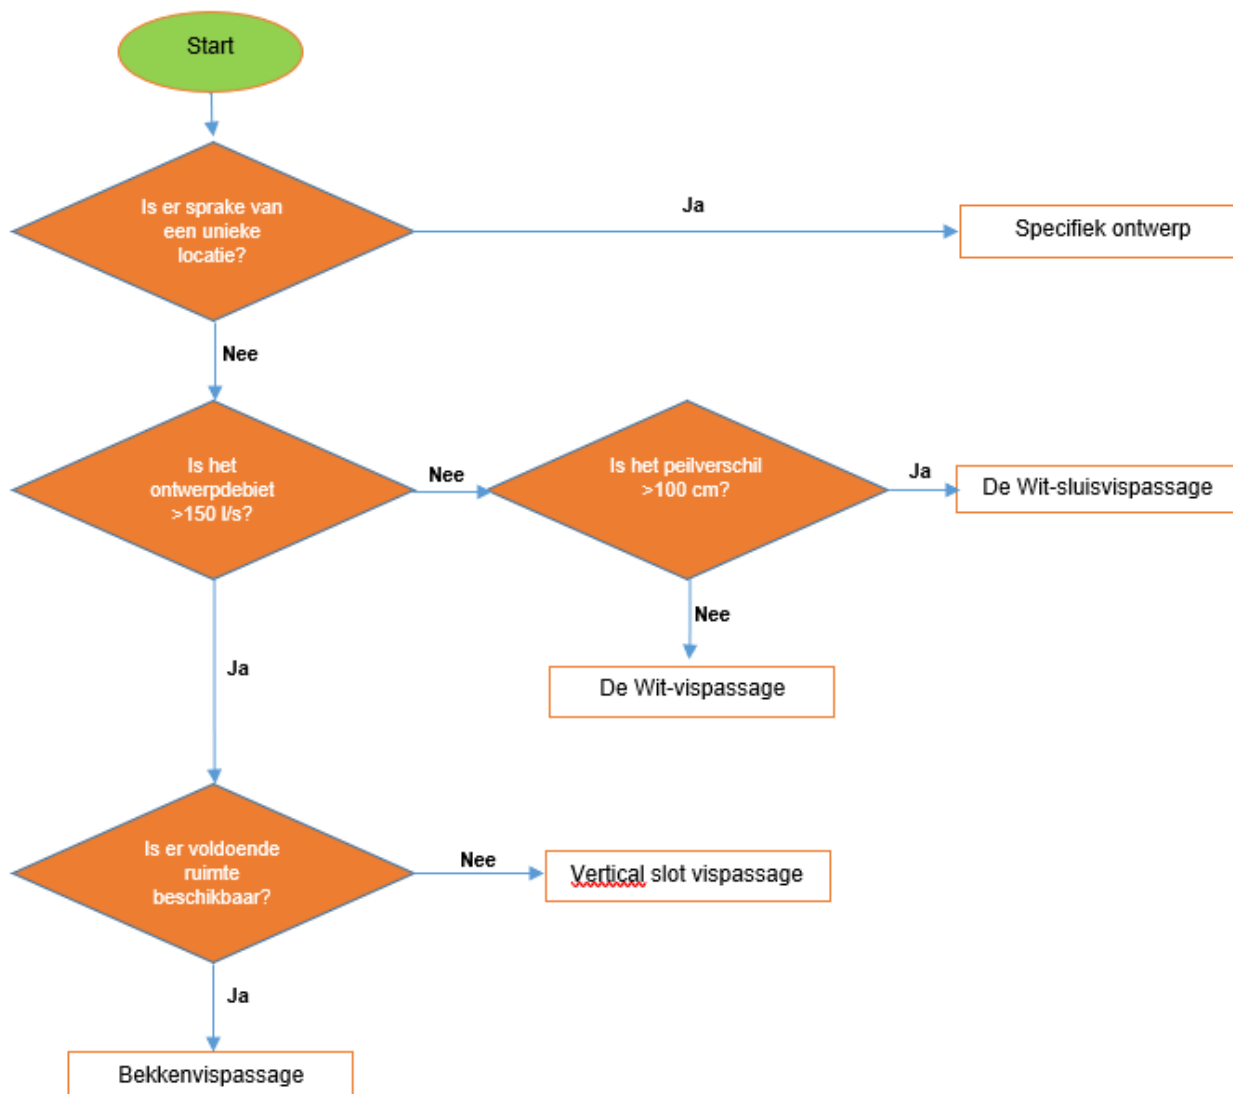 Start
Is er sprake van
een unieke
locatie?
Ja
Specifiek ontwerp
Nee
Is het
ontwerpdebiet
>150 l/s?
Nee
Is het peilverschil
>100 cm?
Ja
De Wit-sluisvispassage
Nee
De Wit-vispassage
Ja
Is er voldoende
ruimte
beschikbaar?
Nee
Vertical slot vispassage
Ja
Bekkenvispassage